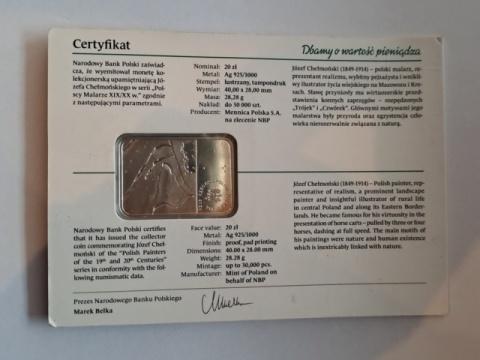 Certyfikat
Dbamy o wartość pieniądza
Narodowy Bank Polski zaświad-
cza, że wyemitował monetę ko-
lekcjonerską upamiętniającą Jó-
zefa Chełmońskiego w serii „Pol-
scy Malarze XIX/XX w.” zgodnie
z następującymi parametrami.
Nominał: 20 zł
Metal: Ag 925/1000
Stempel: lustrzany, tampondruk
Wymiar: 40,00 x 28,00 mm
Masa: 28,28 g
Nakład: do 50 000 szt.
Producent: Mennica Polska S.A.
na zlecenie NBP
Józef Chełmoński (1849-1914) – polski malarz, rep-
rezentant realizmu, wybitny pejzażysta i wnikli-
wy ilustrator życia wiejskiego na Mazowszu i Kre-
sach. Sławę przyniosły mu wirtuozerskie przed-
stawienia konnych zaprzęgów – rozpędzonych
„Trójek” i „Czwórek”. Głównymi motywami jego
malarstwa były przyroda oraz egzystencja czło-
wieka nierozerwalnie związana z naturą.
Narodowy Bank Polski certifies
that it has issued the collector
coin commemorating Józef Cheł-
moński of the “Polish Painters
of the 19th and 20th Centuries”
series in conformity with the fol-
lowing numismatic data.
Face value: 20 zł
Metal: Ag 925/1000
Finish: proof, pad printing
Dimensions: 40.00 x 28.00 mm
Weight: 28.28 g
Mintage: up to 50,000 pcs.
Manufacturer: Mint of Poland on
behalf of NBP
Józef Chełmoński (1849-1914) – Polish painter, rep-
resentative of realism, a prominent landscape
painter and insightful illustrator of rural life
in central Poland and along its Eastern Border-
lands. He became famous for his virtuosity in the
presentation of horse carts – pulled by three or four
horses, dashing at full speed. The main motif of
his paintings were nature and human existence
which is inextricably linked with nature.
Prezes Narodowego Banku Polskiego
Marek Belka